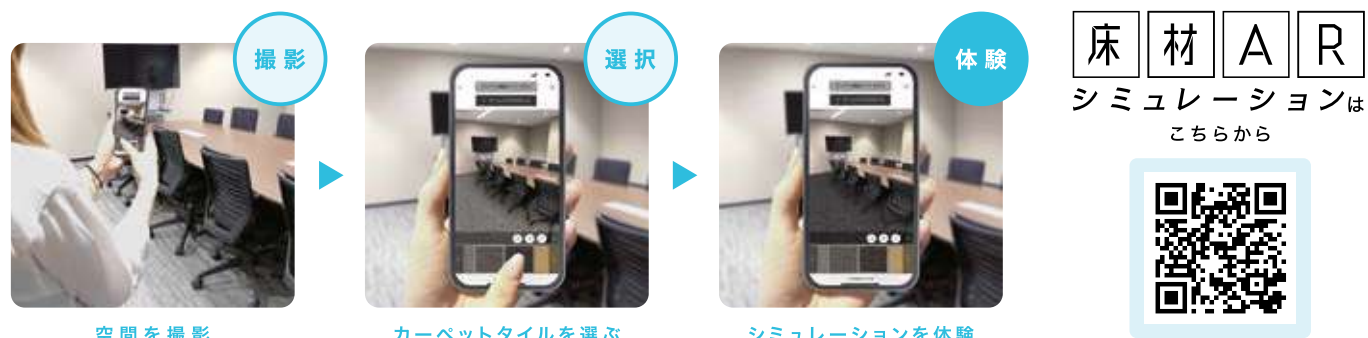 撮影
選択
体験
空間を撮影
カーペットタイルを選ぶ
シミュレーションを体験
床材AR
シミュレーションは
こちらから